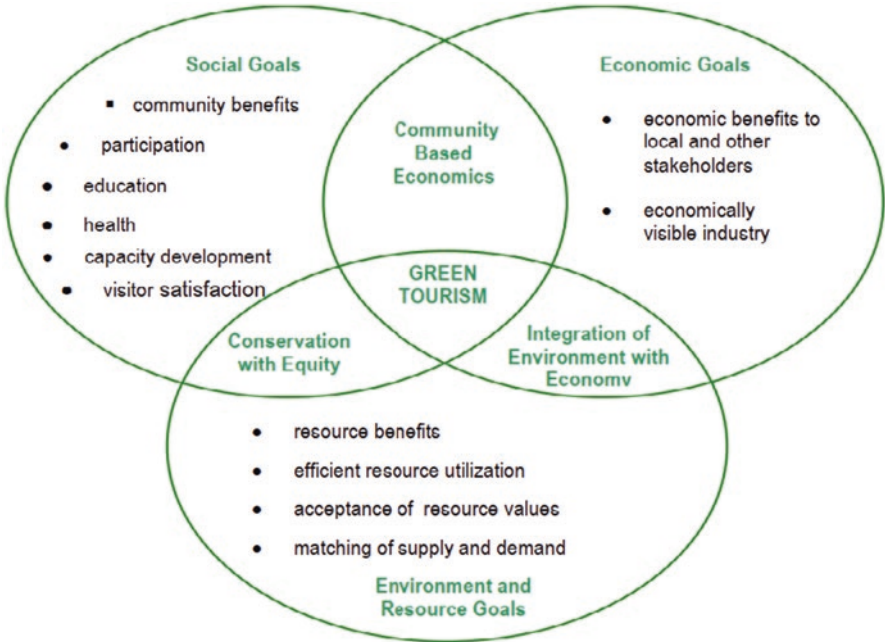 Social Goals
▪ community benefits
• participation
• education
• health
• capacity development
• visitor satisfaction
Community
Based
Economics
Economic Goals
• economic benefits to
local and other
stakeholders
• economically
visible industry
GREEN
TOURISM
Conservation
with Equity
Integration of
Environment with
Economv
• resource benefits
• efficient resource utilization
• acceptance of resource values
• matching of supply and demand
Environment and
Resource Goals